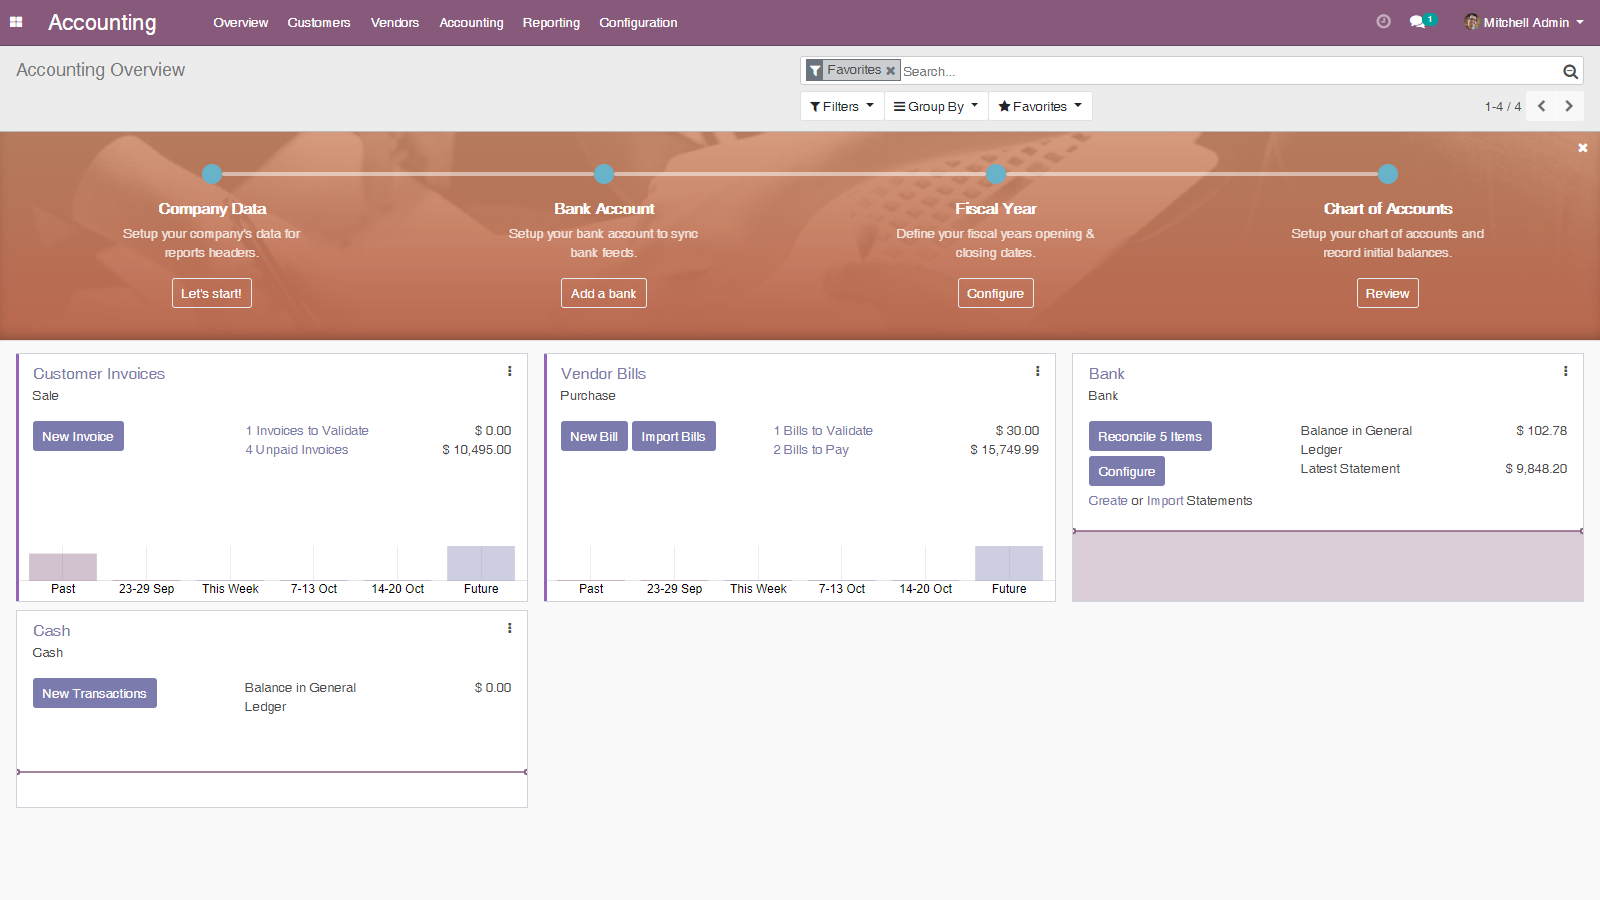 Accounting Overview Customers Vendors Accounting Reporting Configuration 1 Mitchell Admin
Accounting Overview
Favorites Search...
Filters Group By Favorites 1-4 / 4
Company Data
Setup your company's data for
reports headers.
Let's start!
Bank Account
Setup your bank account to sync
bank feeds.
Add a bank
Fiscal Year
Define your fiscal years opening &
closing dates.
Configure
Chart of Accounts
Setup your chart of accounts and
record initial balances.
Review
Customer Invoices
Sale
New Invoice
1 Invoices to Validate $ 0.00
4 Unpaid Invoices $ 10,495.00
Past 23-29 Sep This Week 7-13 Oct 14-20 Oct Future
Vendor Bills
Purchase
New Bill Import Bills
1 Bills to Validate $ 30.00
2 Bills to Pay $ 15,749.99
Past 23-29 Sep This Week 7-13 Oct 14-20 Oct Future
Bank
Bank
Reconcile 5 Items
Configure
Create or Import Statements
Balance in General $ 102.78
Ledger
Latest Statement $ 9,848.20
Cash
Cash
New Transactions
Balance in General $ 0.00
Ledger